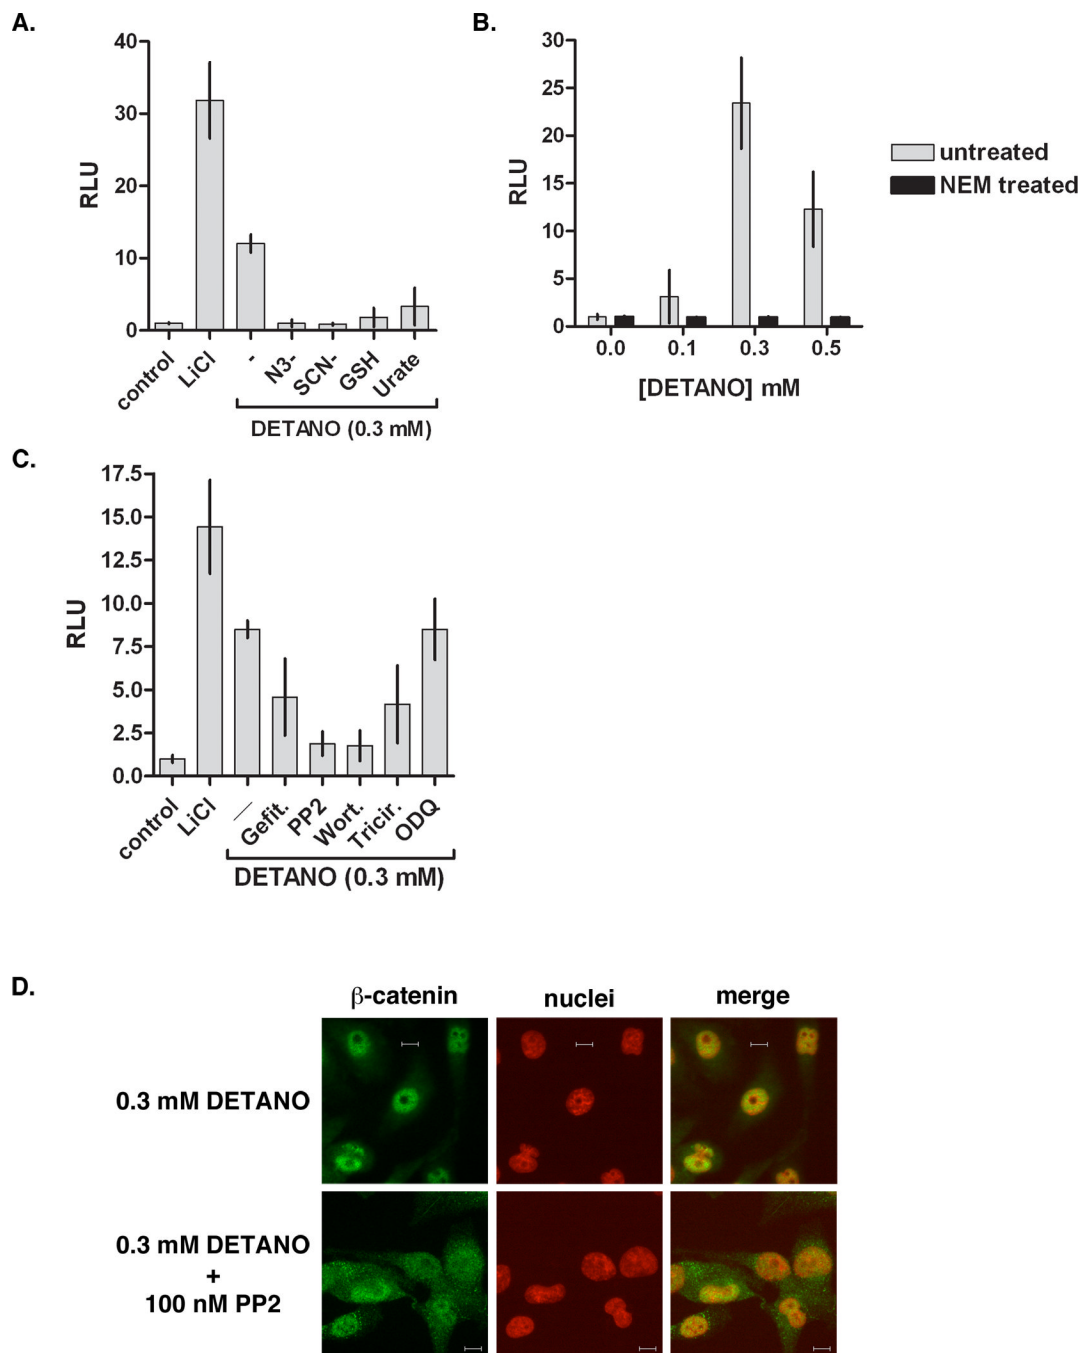 A.
RLU
40
30
20
10
0
control
LiCl
-
N3-
SCN-
GSH
Urate
DETANO (0.3 mM)
B.
RLU
30
25
20
15
10
5
0
0.0
0.1
0.3
0.5
[DETANO] mM
untreated
NEM treated
C.
RLU
17.5
15.0
12.5
10.0
7.5
5.0
2.5
0.0
control
LiCl
Gefit.
PP2
Wort.
Tricir.
ODQ
DETANO (0.3 mM)
D.
β-catenin
nuclei
merge
0.3 mM DETANO
0.3 mM DETANO
+
100 nM PP2